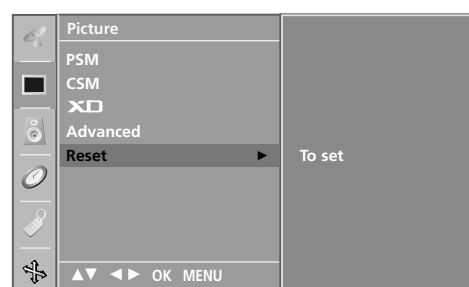 Picture
PSM
CSM
XD
Advanced
Reset ► To set
▲▼ ◄► OK MENU